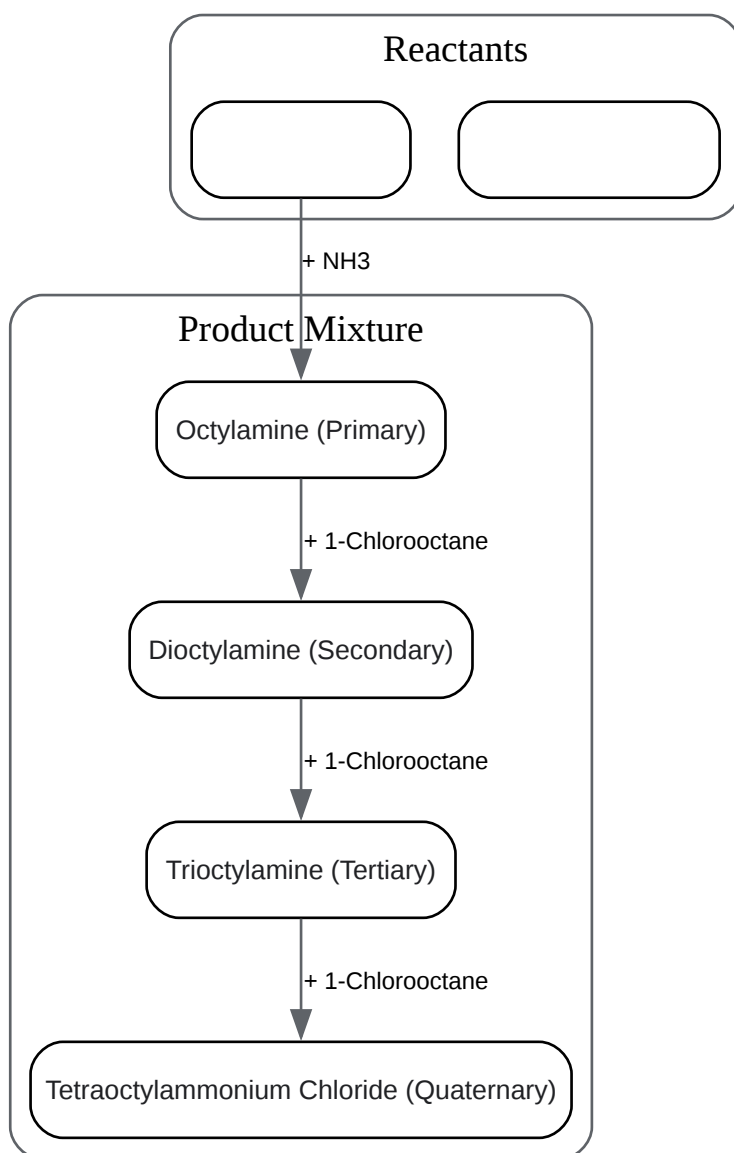 Reactants
+ NH3
Product Mixture
Octylamine (Primary)
+ 1-Chlorooctane
Dioctylamine (Secondary)
+ 1-Chlorooctane
Trioctylamine (Tertiary)
+ 1-Chlorooctane
Tetraoctylammonium Chloride (Quaternary)